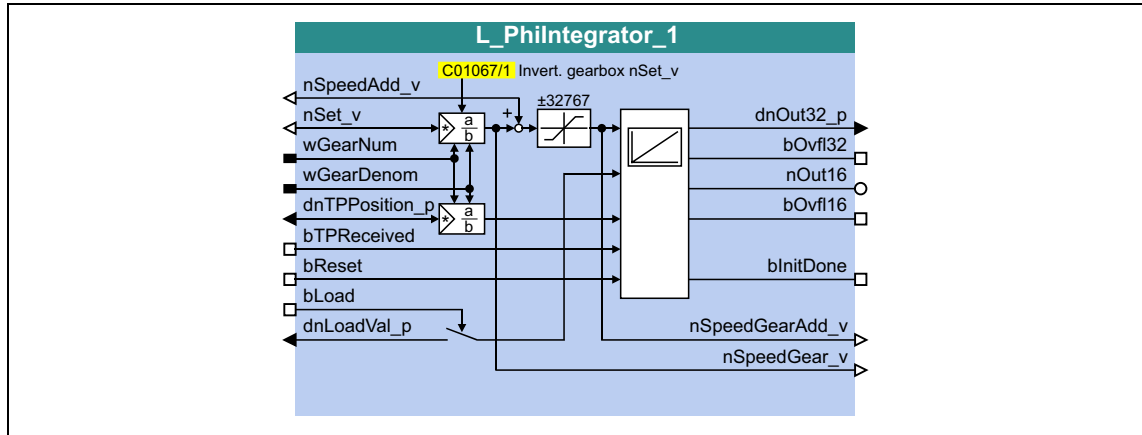 L_PhiIntegrator_1
C01067/1 Invert. gearbox nSet_v
nSpeedAdd_v
±32767
+
nSet_v
* a
b
dnOut32_p
wGearNum
bOvfl32
wGearDenom
nOut16
dnTPPosition_p
* a
b
bOvfl16
bTPReceived
bReset
bInitDone
bLoad
dnLoadVal_p
nSpeedGearAdd_v
nSpeedGear_v